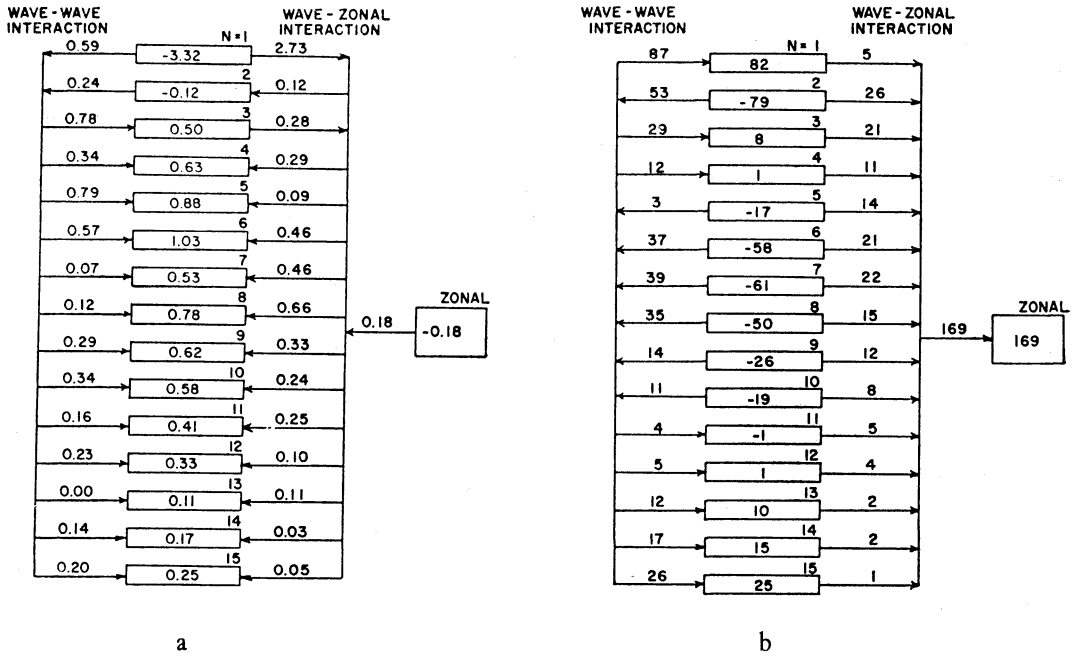 WAVE-WAVE INTERACTION
WAVE-ZONAL INTERACTION
N=1
0.59 -3.32 2.73
2
0.24 -0.12 0.12
3
0.78 0.50 0.28
4
0.34 0.63 0.29
5
0.79 0.88 0.09
6
0.57 1.03 0.46
7
0.07 0.53 0.46
8
0.12 0.78 0.66
ZONAL
0.18 -0.18
9
0.29 0.62 0.33
10
0.34 0.58 0.24
11
0.16 0.41 0.25
12
0.23 0.33 0.10
13
0.00 0.11 0.11
14
0.14 0.17 0.03
15
0.20 0.25 0.05
a
WAVE-WAVE INTERACTION
WAVE-ZONAL INTERACTION
N=1
87 82 5
2
53 -79 26
3
29 8 21
4
12 1 11
5
3 -17 14
6
37 -58 21
7
39 -61 22
8
35 -50 15
ZONAL
169 169
9
14 -26 12
10
11 -19 8
11
4 -1 5
12
5 1 4
13
12 10 2
14
17 15 2
15
26 25 1
b